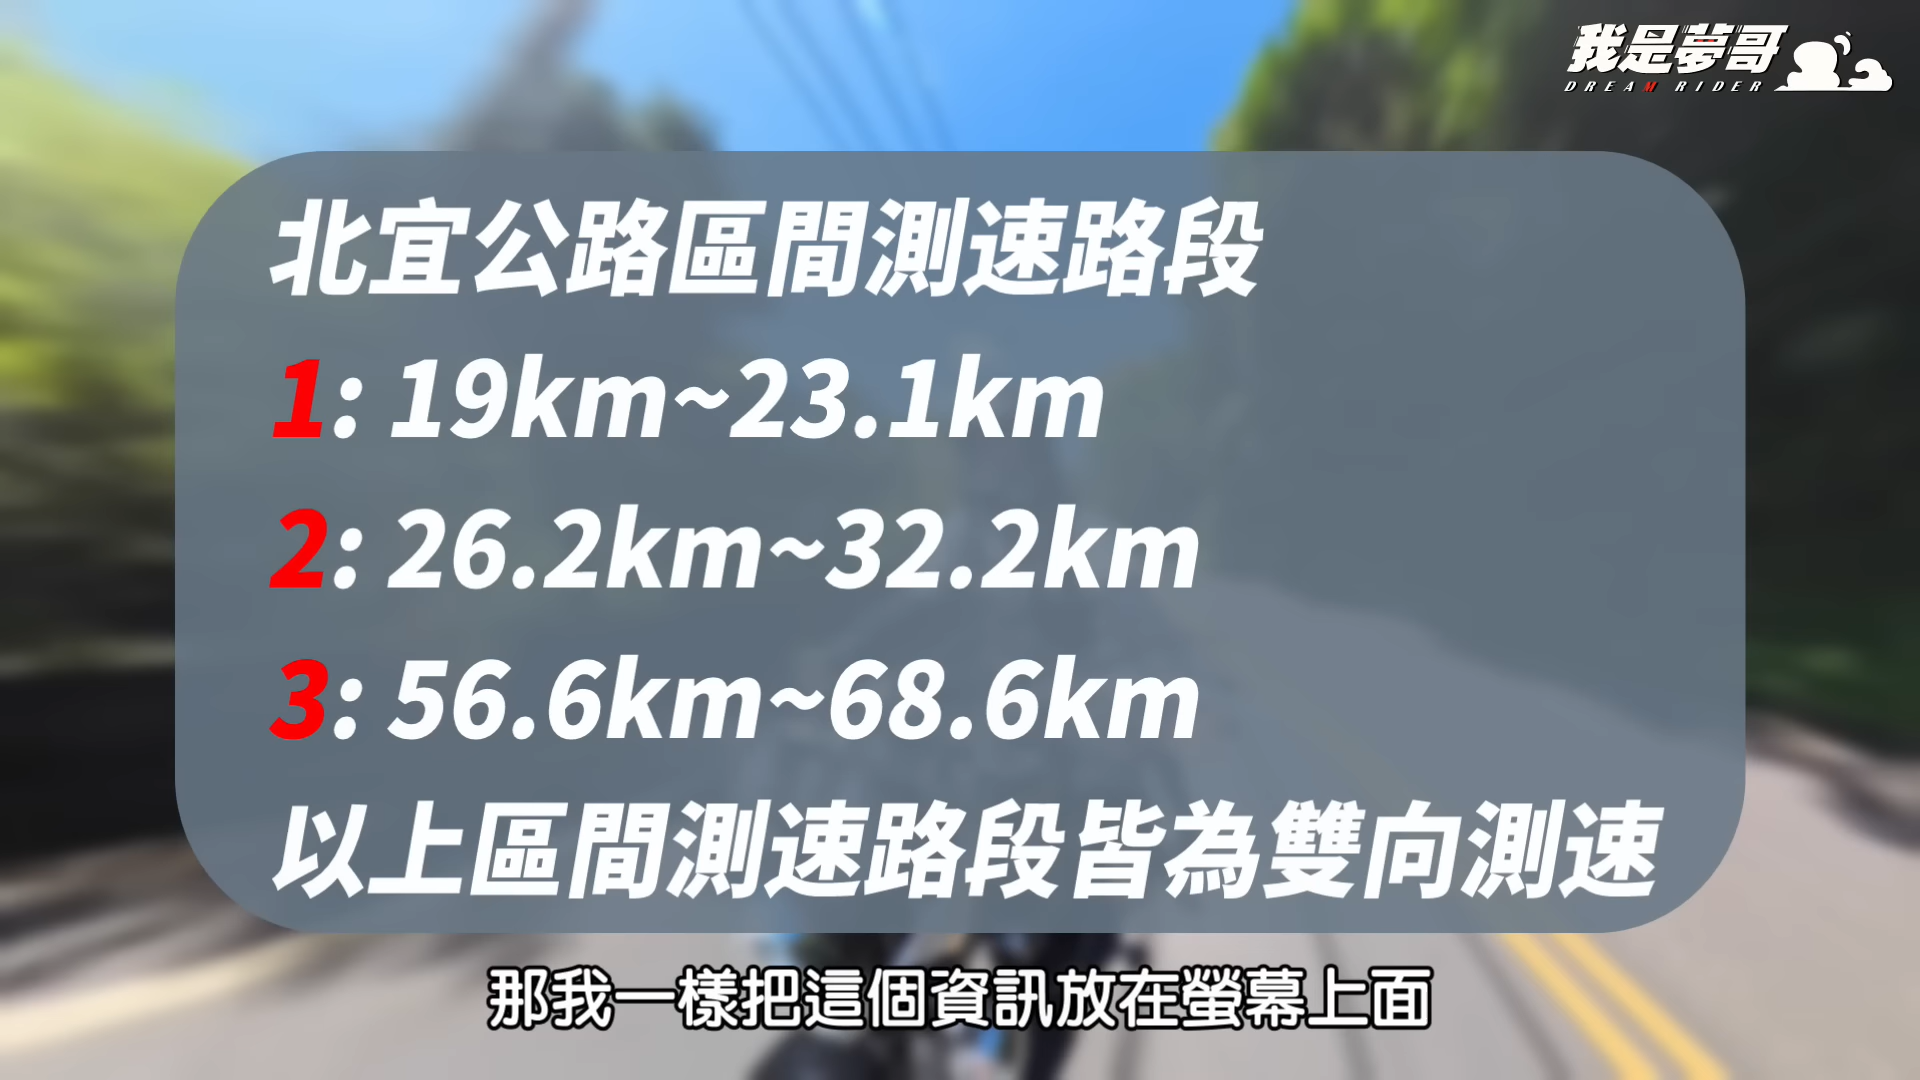 我是夢哥
DREAM RIDER
北宜公路區間測速路段
1: 19km~23.1km
2: 26.2km~32.2km
3: 56.6km~68.6km
以上區間測速路段皆為雙向測速
那我一樣把這個資訊放在螢幕上面